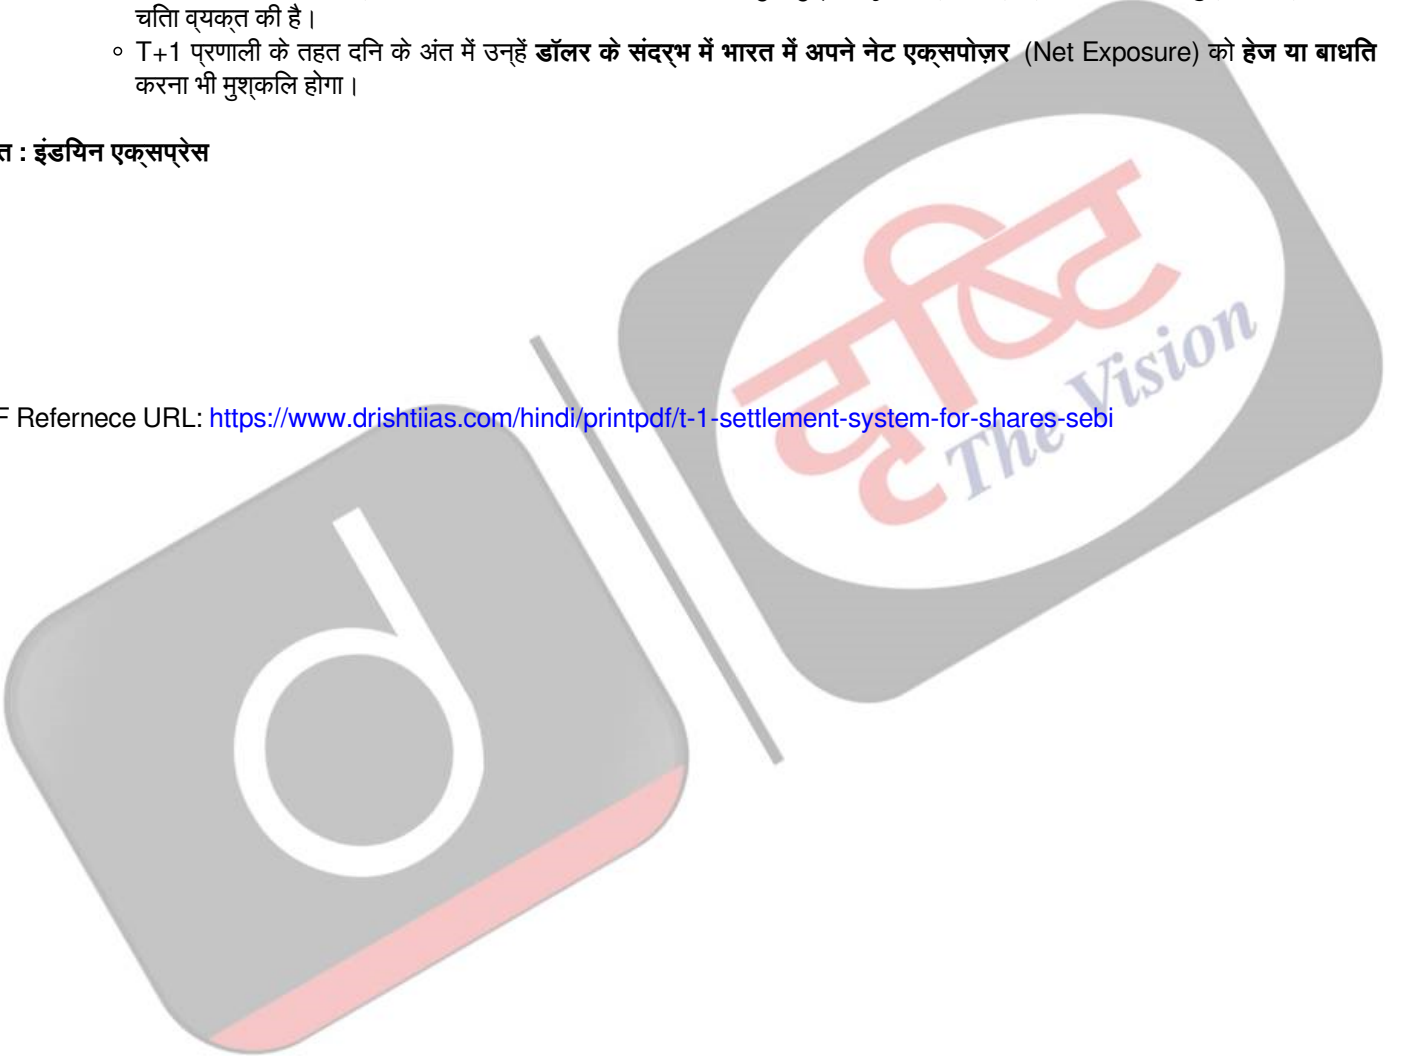 चिंता व्यक्त की है।
○ T+1 प्रणाली के तहत दिन के अंत में उन्हें डॉलर के संदर्भ में भारत में अपने नेट एक्सपोज़र (Net Exposure) को हेज या बाधित
करना भी मुश्किल होगा।
त : इंडियन एक्सप्रेस
दृष्टि
The Vision
F Refernece URL: https://www.drishtiias.com/hindi/printpdf/t-1-settlement-system-for-shares-sebi
d